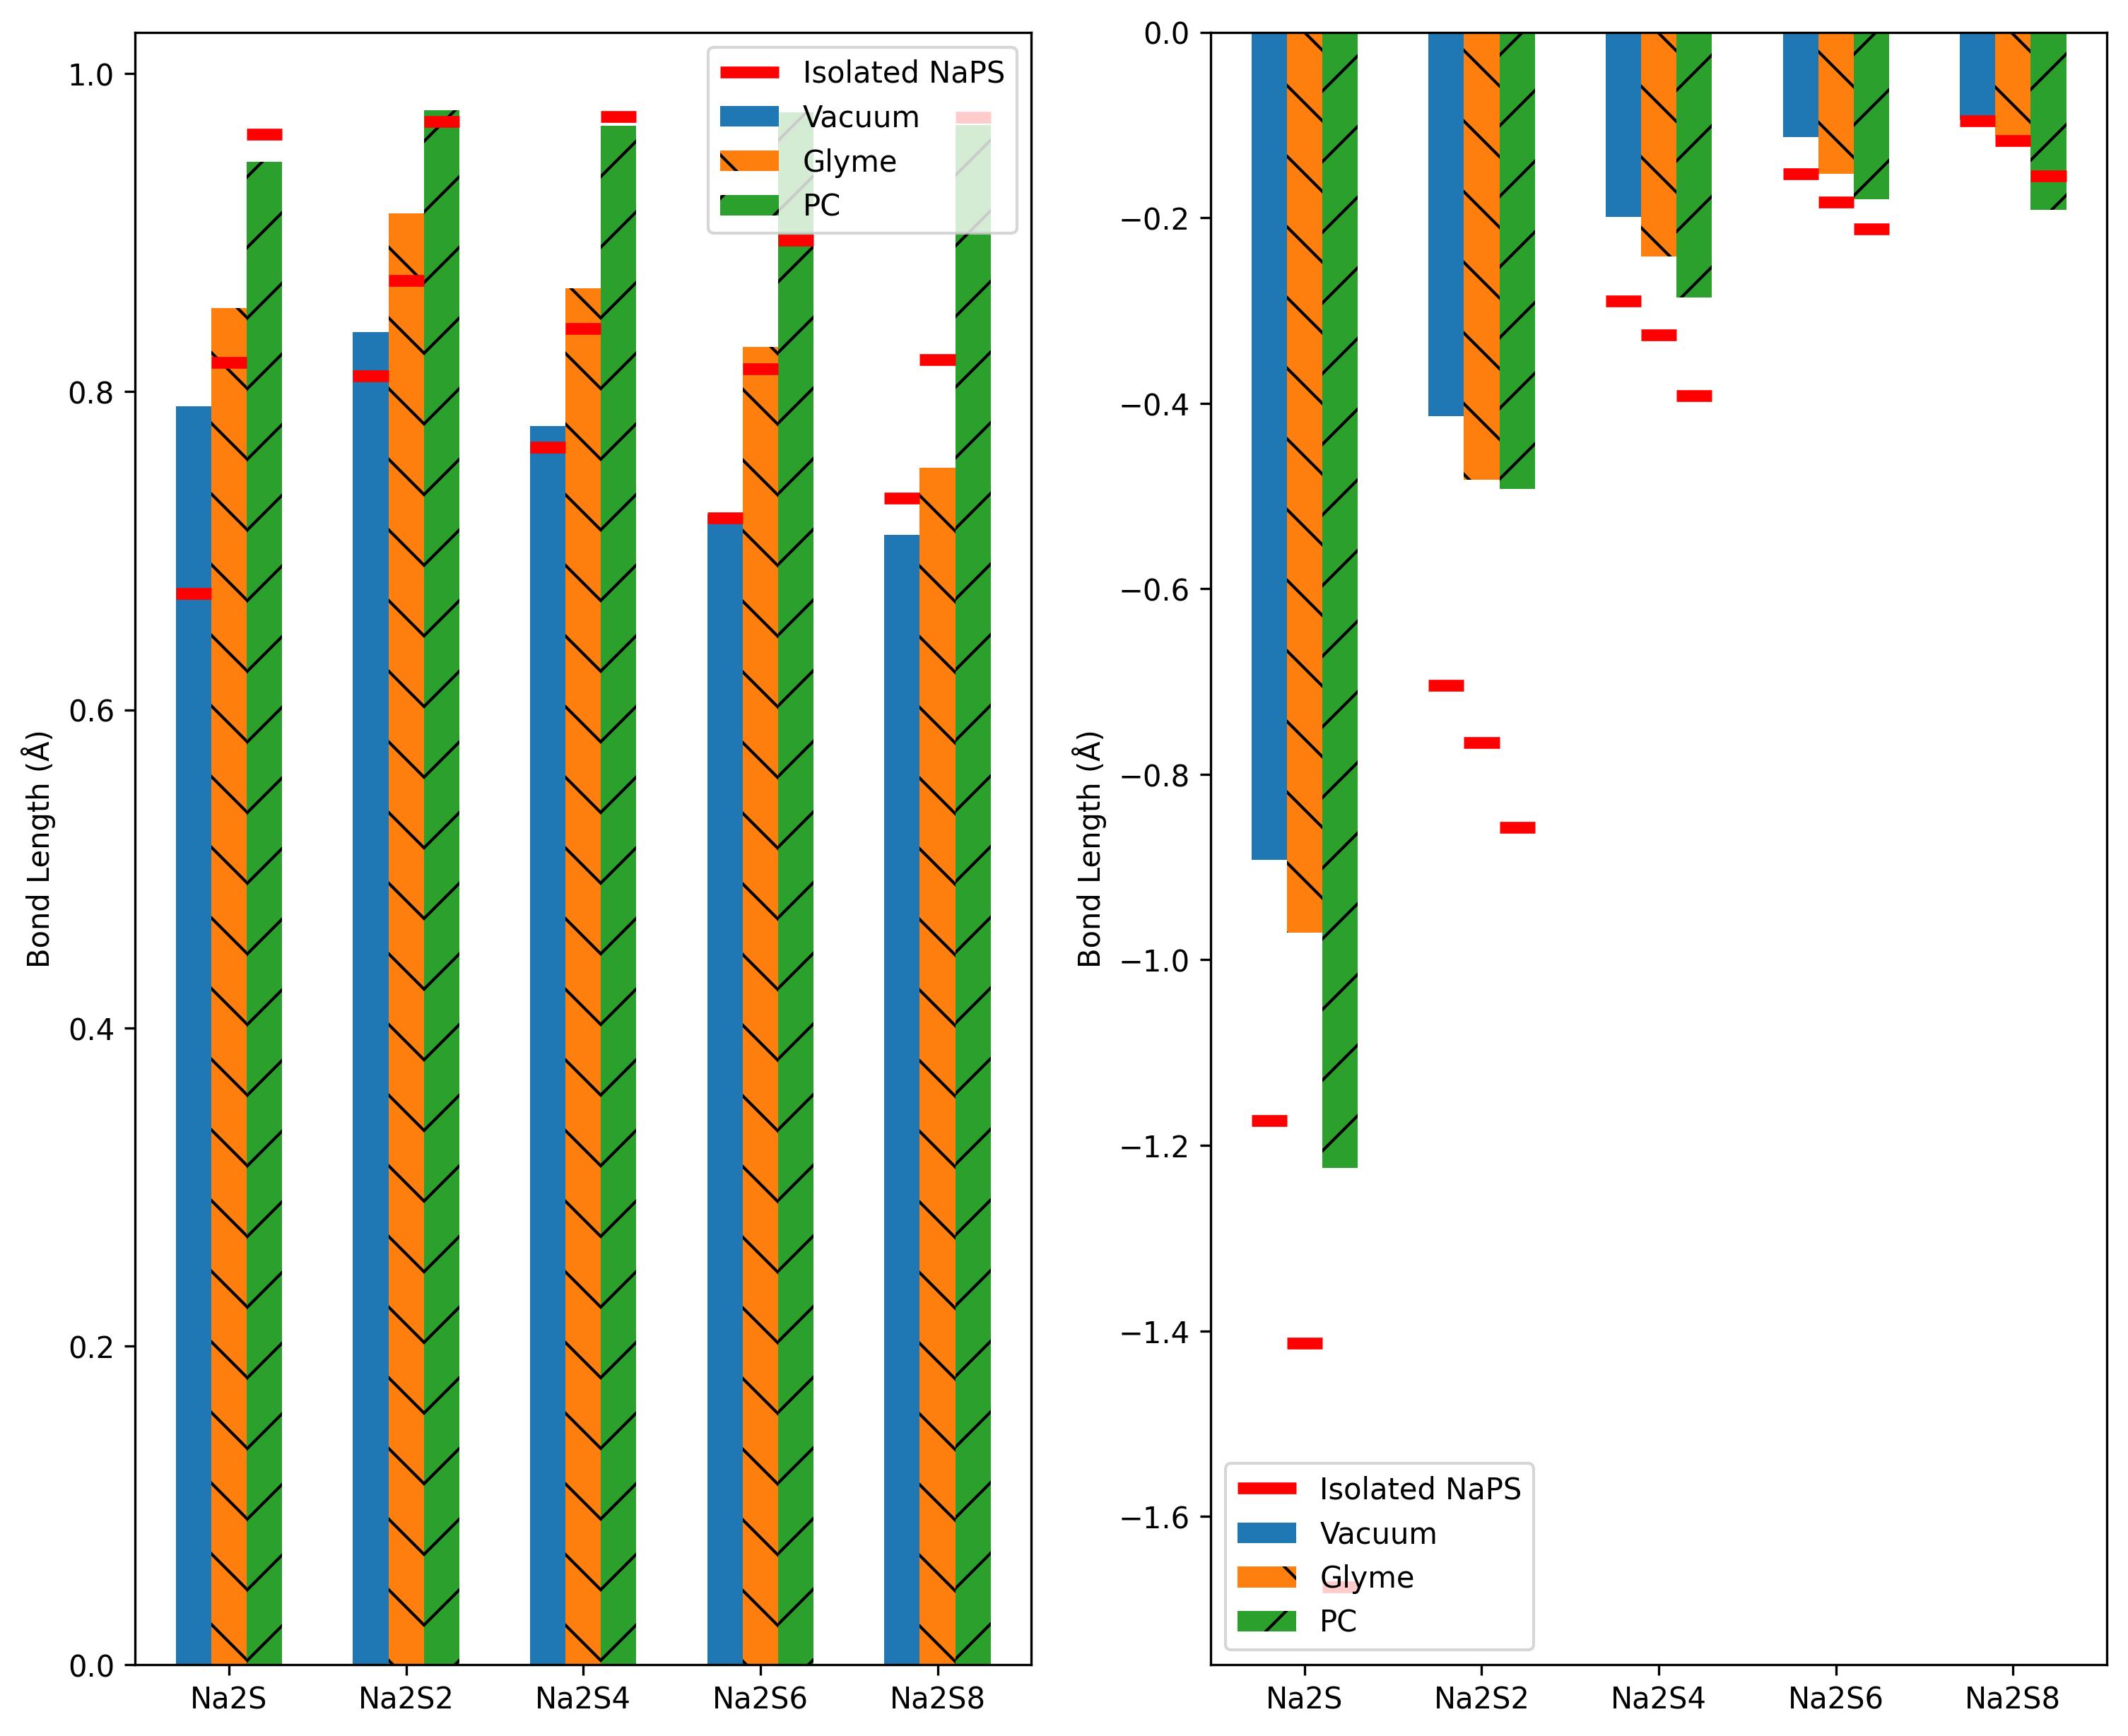 Bond Length (Å)
1.0
0.8
0.6
0.4
0.2
0.0
Isolated NaPS
Vacuum
Glyme
PC
Na2S
Na2S2
Na2S4
Na2S6
Na2S8
Bond Length (Å)
0.0
−0.2
−0.4
−0.6
−0.8
−1.0
−1.2
−1.4
−1.6
Isolated NaPS
Vacuum
Glyme
PC
Na2S
Na2S2
Na2S4
Na2S6
Na2S8